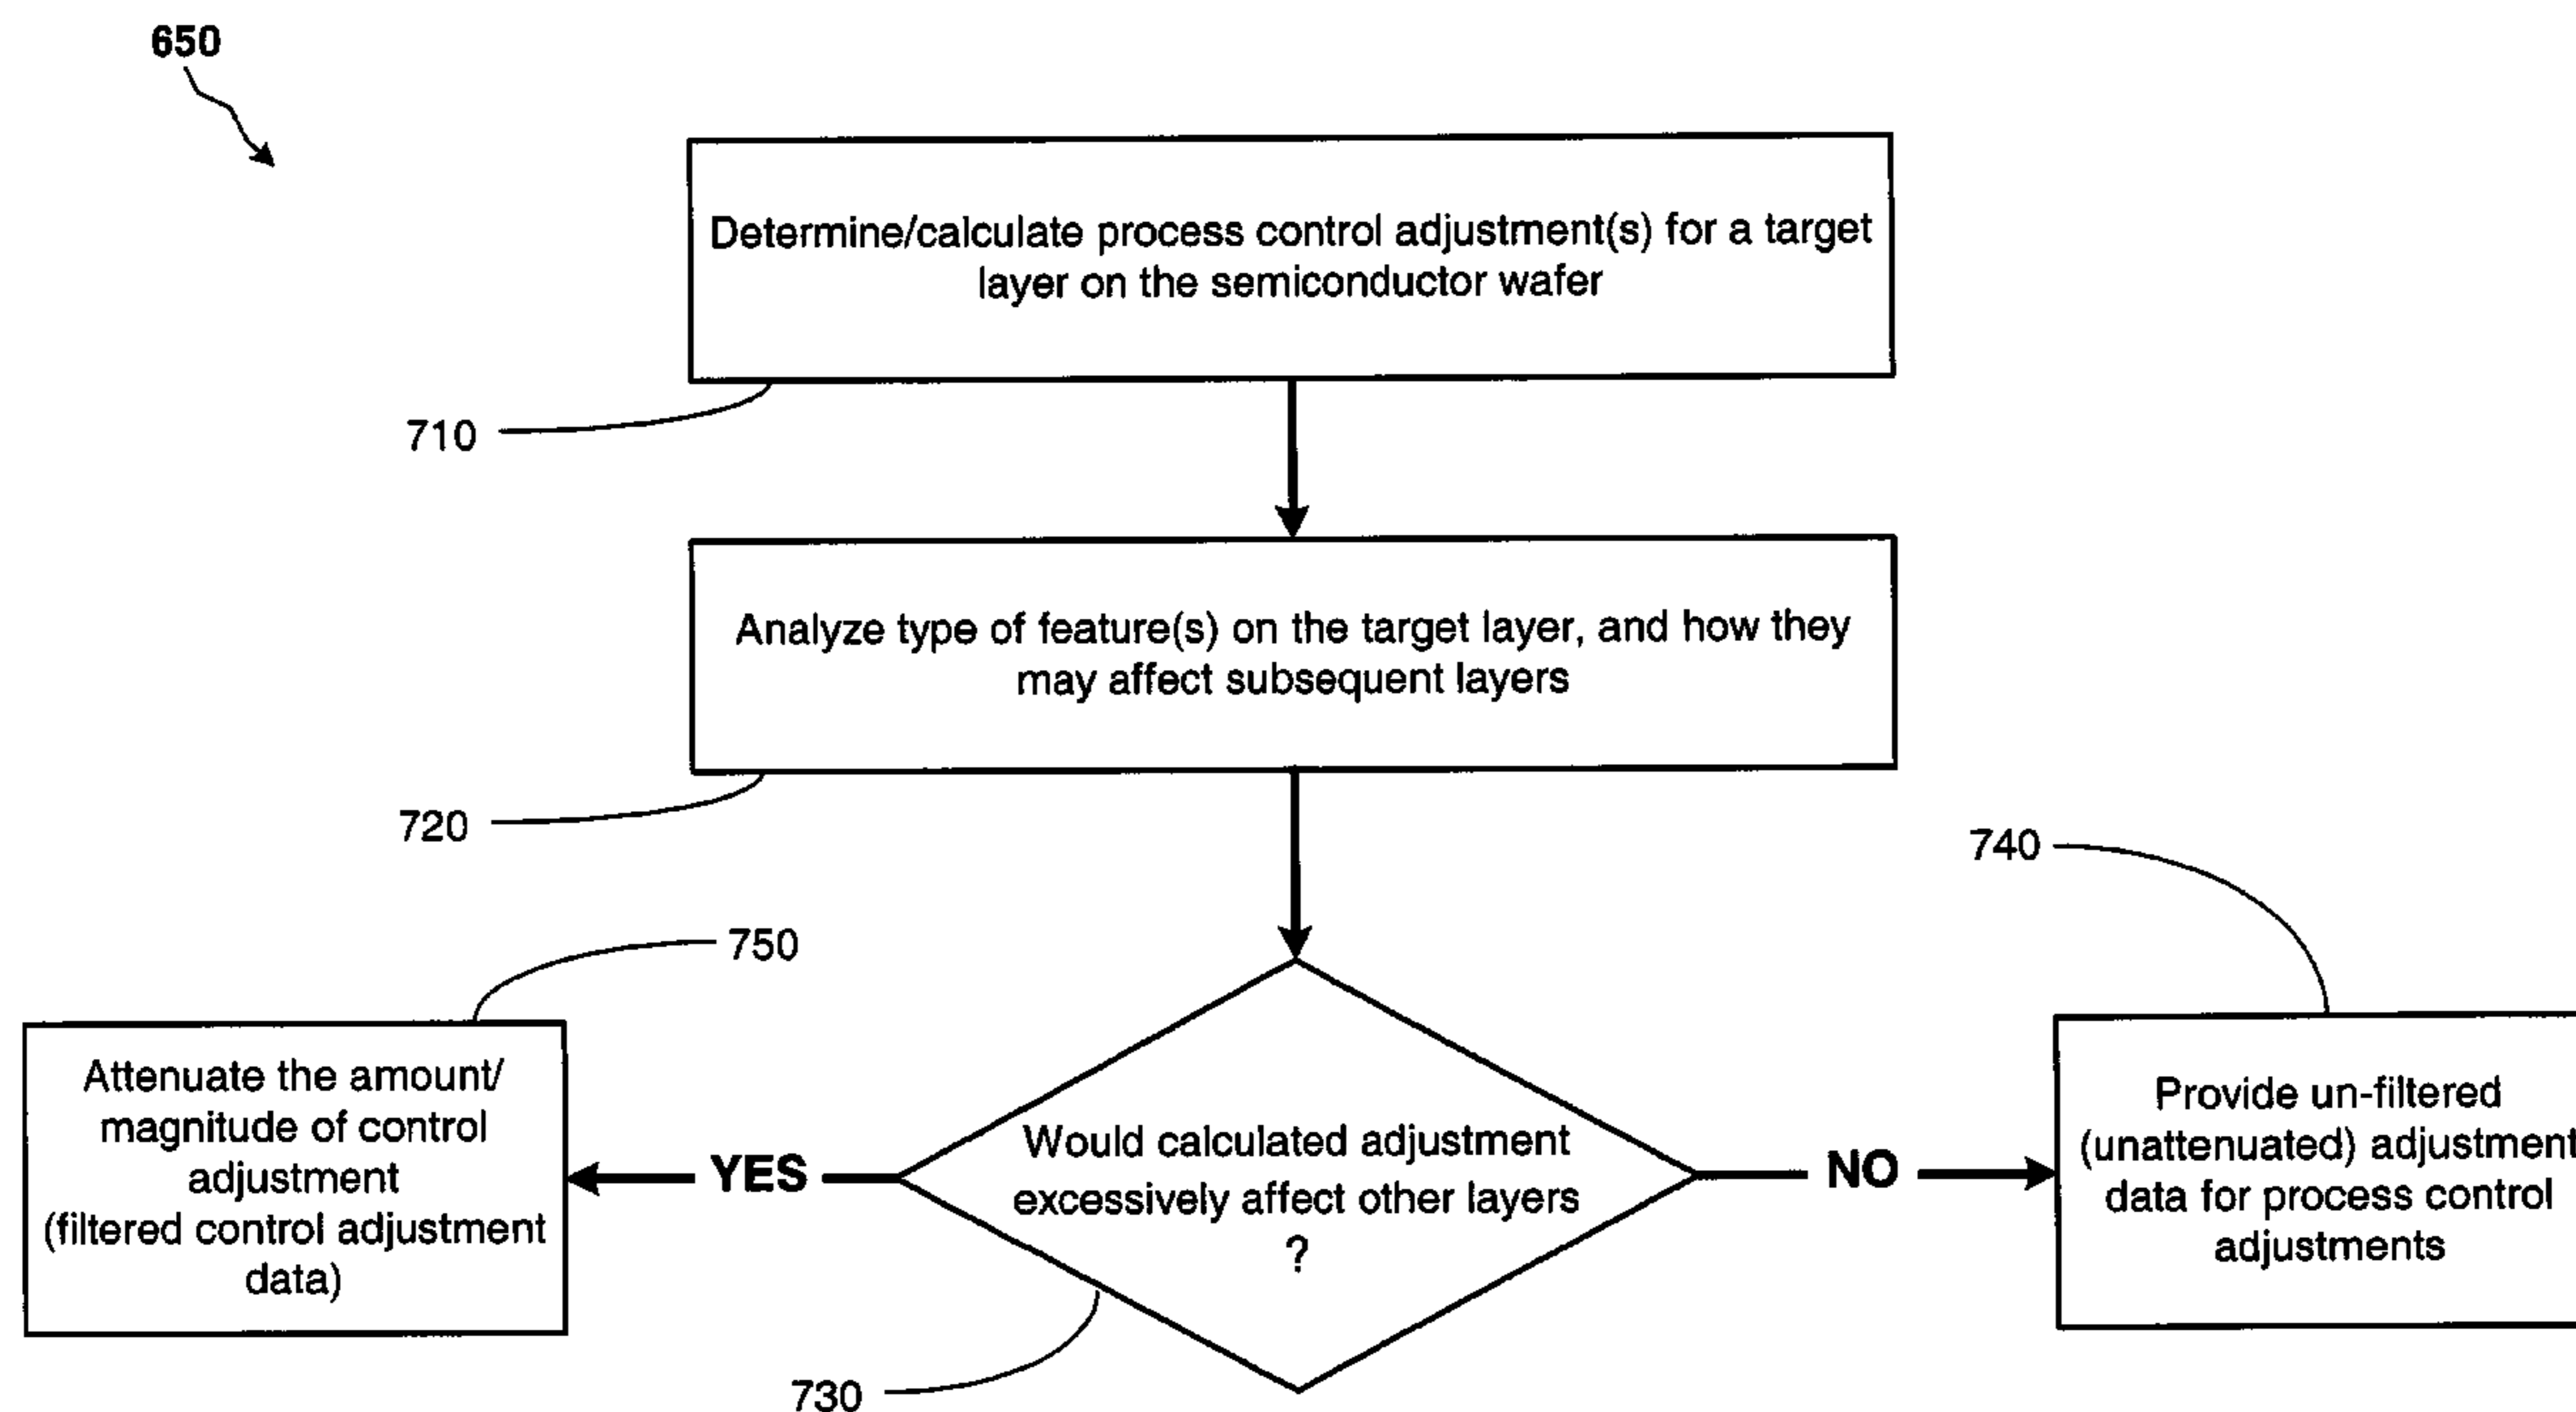 650
Determine/calculate process control adjustment(s) for a target
layer on the semiconductor wafer
710
Analyze type of feature(s) on the target layer, and how they
may affect subsequent layers
720
740
750
Attenuate the amount/
magnitude of control
adjustment
(filtered control adjustment
data)
YES
Would calculated adjustment
excessively affect other layers
?
NO
Provide un-filtered
(unattenuated) adjustment
data for process control
adjustments
730